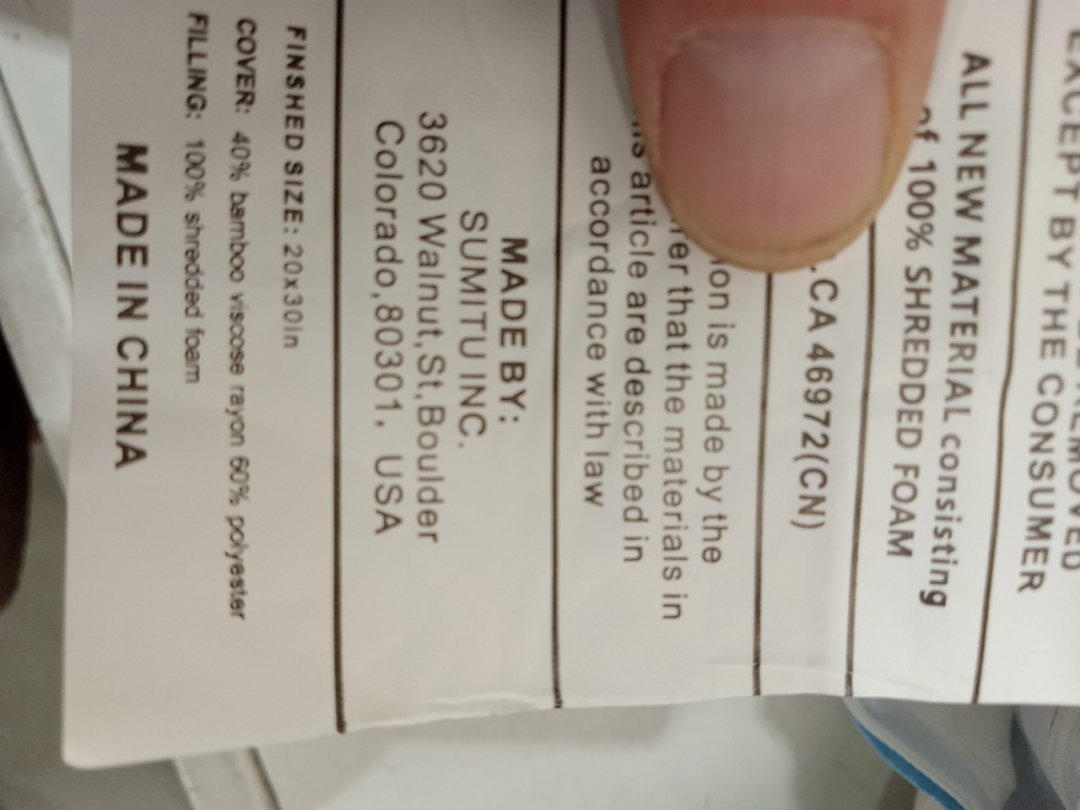 EXCEPT BY THE CONSUMER
ALL NEW MATERIAL consisting
of 100% SHREDDED FOAM
.CA 46972(CN)
is made by the
that the materials in
article are described in
accordance with law
MADE BY:
SUMITU INC.
3620 Walnut,St,Boulder
Colorado,80301, USA
FINSHED SIZE: 20x30in
COVER: 40% bamboo viscose rayon 60% polyester
FILLING: 100% shredded foam
MADE IN CHINA